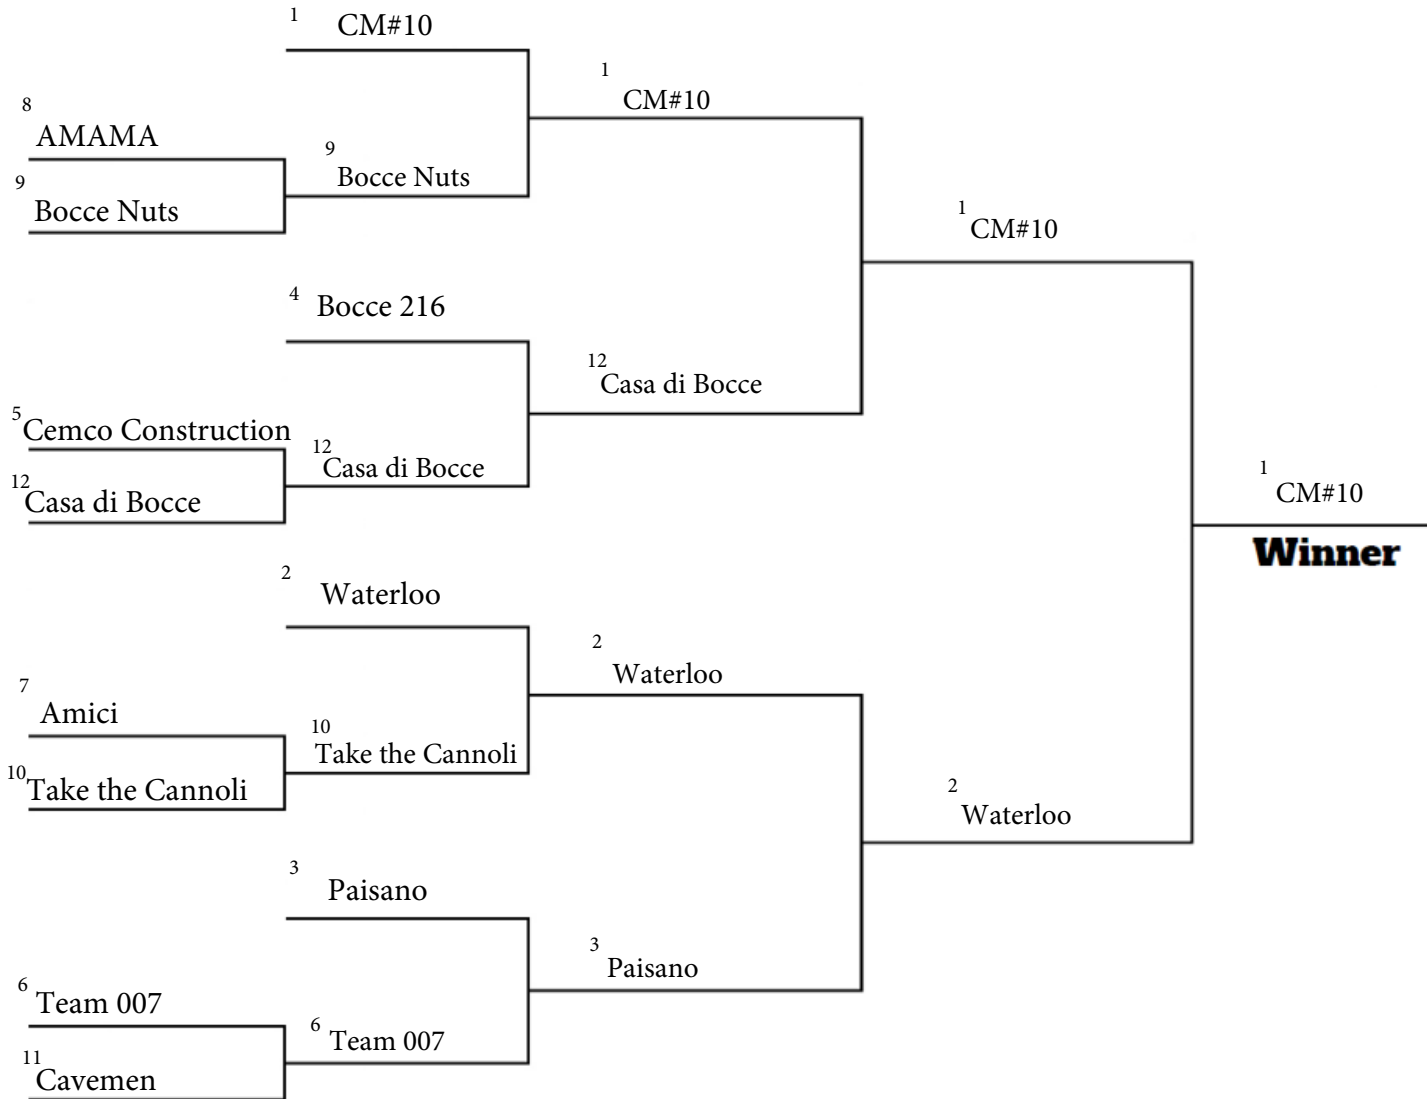 1
CM#10
8
AMAMA
9
Bocce Nuts
9
Bocce Nuts
1
CM#10
4
Bocce 216
5
Cemco Construction
12
Casa di Bocce
12
Casa di Bocce
12
Casa di Bocce
1
CM#10
2
Waterloo
7
Amici
10
Take the Cannoli
10
Take the Cannoli
2
Waterloo
3
Paisano
6
Team 007
11
Cavemen
6
Team 007
3
Paisano
2
Waterloo
1
CM#10
Winner